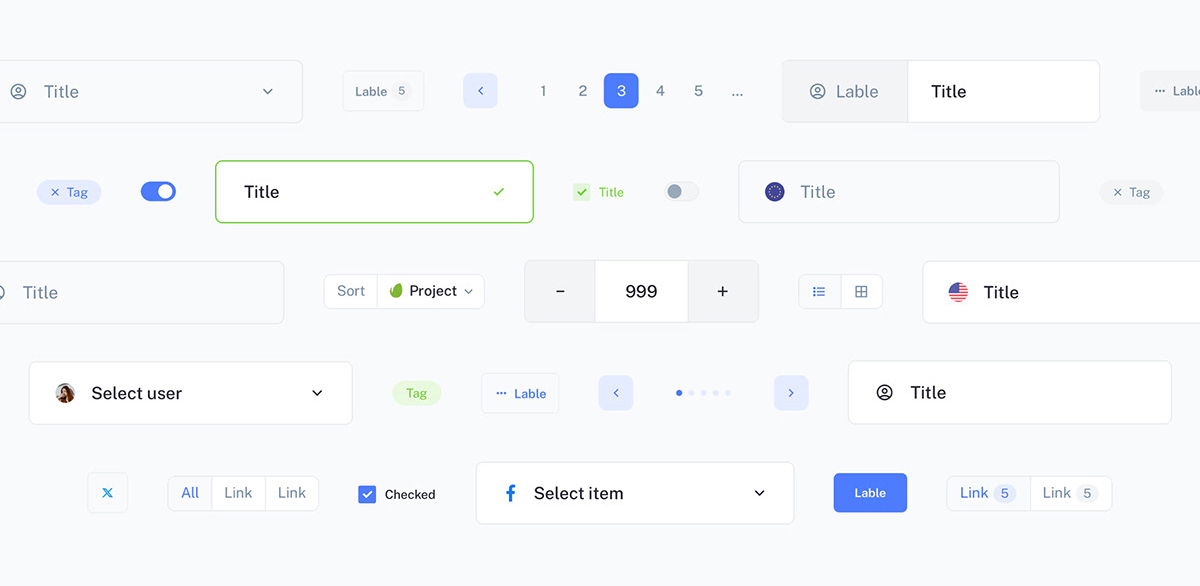 Title Lable 5 1 2 3 4 5 ... Lable Title
Tag Title Title Title Tag
Title Sort Project − 999 + Title
Select user Tag Lable Title
All Link Link Checked Select item Lable Link 5 Link 5